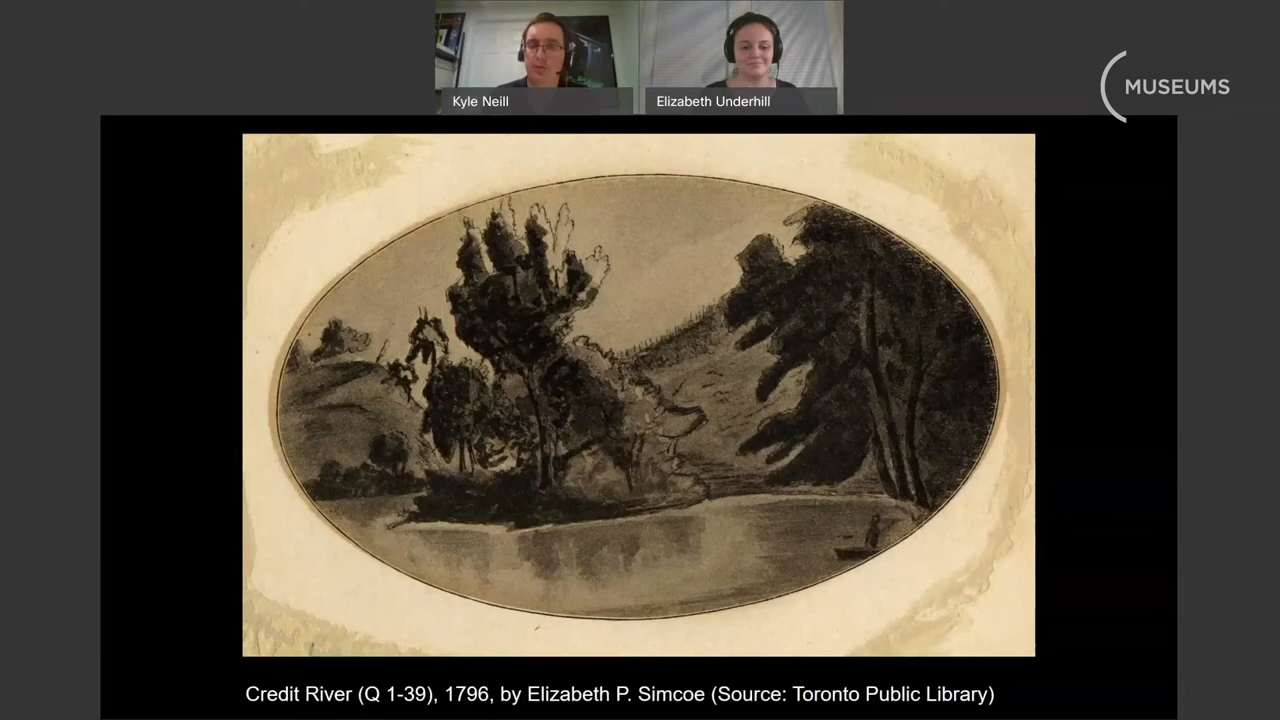 Kyle Neill
Elizabeth Underhill
MUSEUMS
Credit River (Q 1-39), 1796, by Elizabeth P. Simcoe (Source: Toronto Public Library)